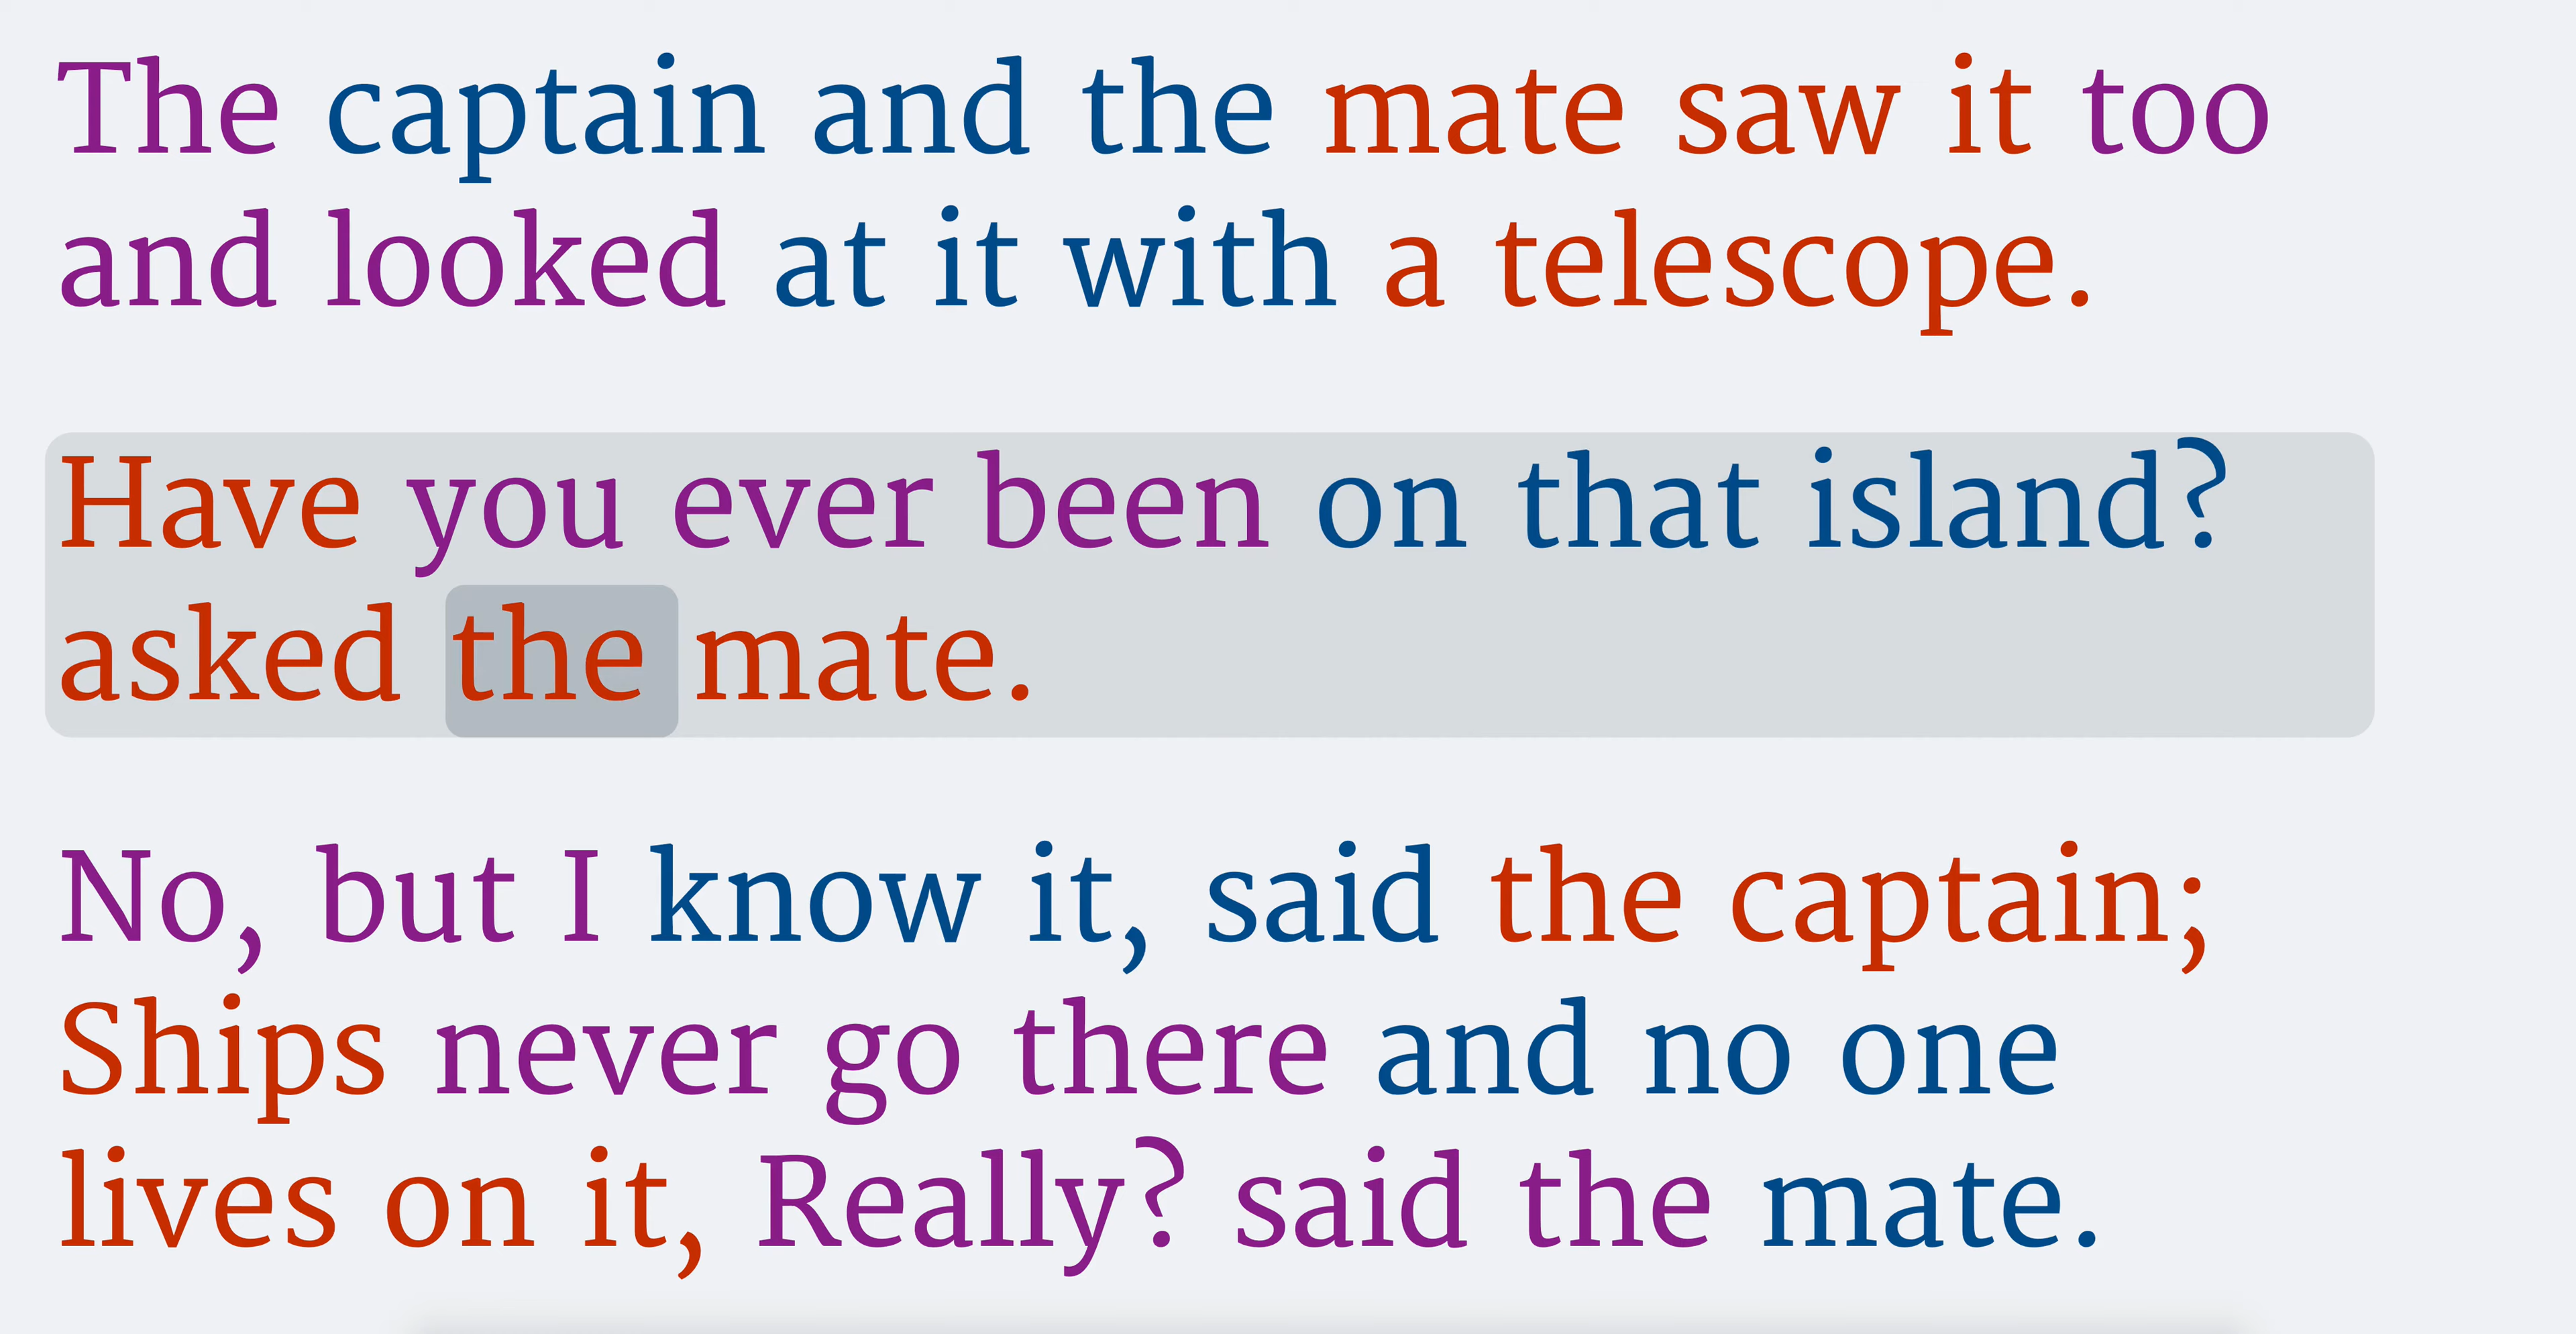 The captain and the mate saw it too
and looked at it with a telescope.
Have you ever been on that island?
asked the mate.
No, but I know it, said the captain;
Ships never go there and no one
lives on it, Really? said the mate.